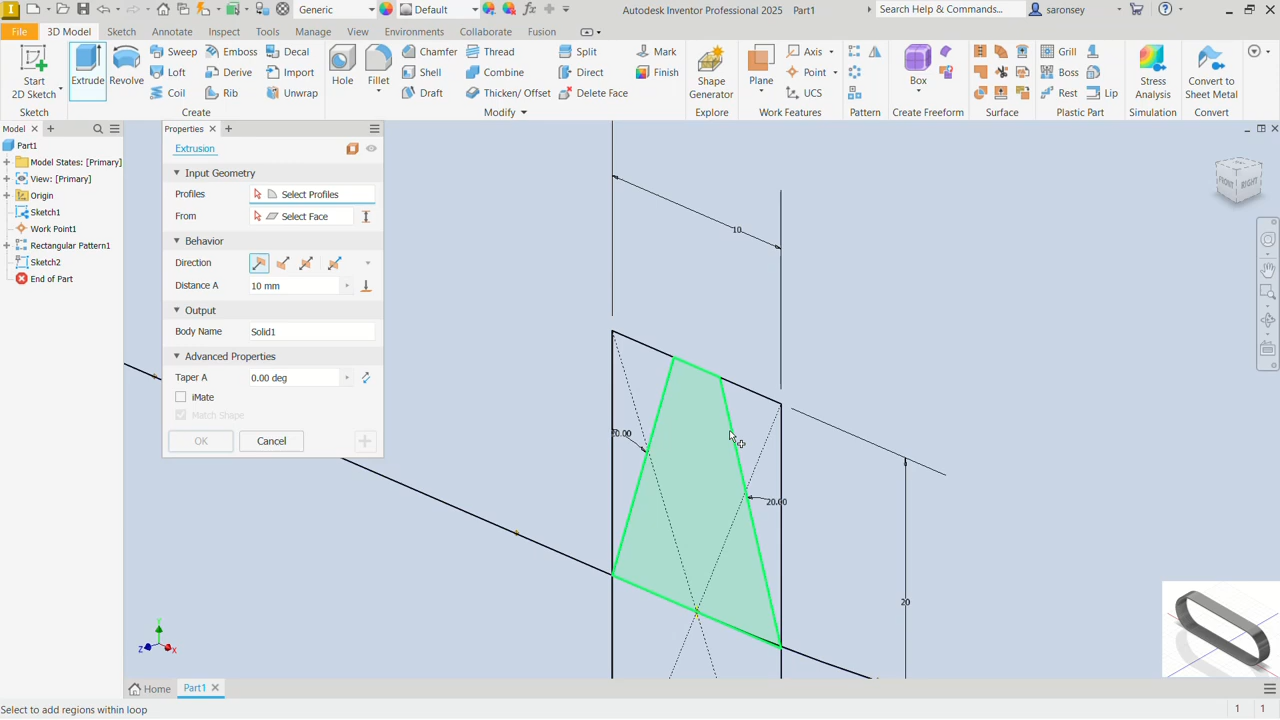 Generic
Default
Autodesk Inventor Professional 2025 Part1
Search Help & Commands...
saronsey
File
3D Model
Sketch
Annotate
Inspect
Tools
Manage
View
Environments
Collaborate
Fusion
Start
2D Sketch
Sketch
Extrude
Revolve
Sweep
Emboss
Decal
Loft
Derive
Import
Coil
Rib
Unwrap
Create
Hole
Fillet
Chamfer
Thread
Split
Mark
Shell
Combine
Direct
Finish
Draft
Thicken/ Offset
Delete Face
Modify
Shape
Generator
Explore
Plane
Axis
Point
UCS
Work Features
Pattern
Box
Create Freeform
Surface
Grill
Boss
Rest
Lip
Plastic Part
Stress
Analysis
Simulation
Convert to
Sheet Metal
Convert
Model
Part1
Model States: [Primary]
View: [Primary]
Origin
Sketch1
Work Point1
Rectangular Pattern1
Sketch2
End of Part
Properties
Extrusion
Input Geometry
Profiles
Select Profiles
From
Select Face
Behavior
Direction
Distance A
10 mm
Output
Body Name
Solid1
Advanced Properties
Taper A
0.00 deg
iMate
Match Shape
OK
Cancel
10
20.00
20.00
20
FRONT
RIGHT
Y
Z
X
Home
Part1
Select to add regions within loop
1
1